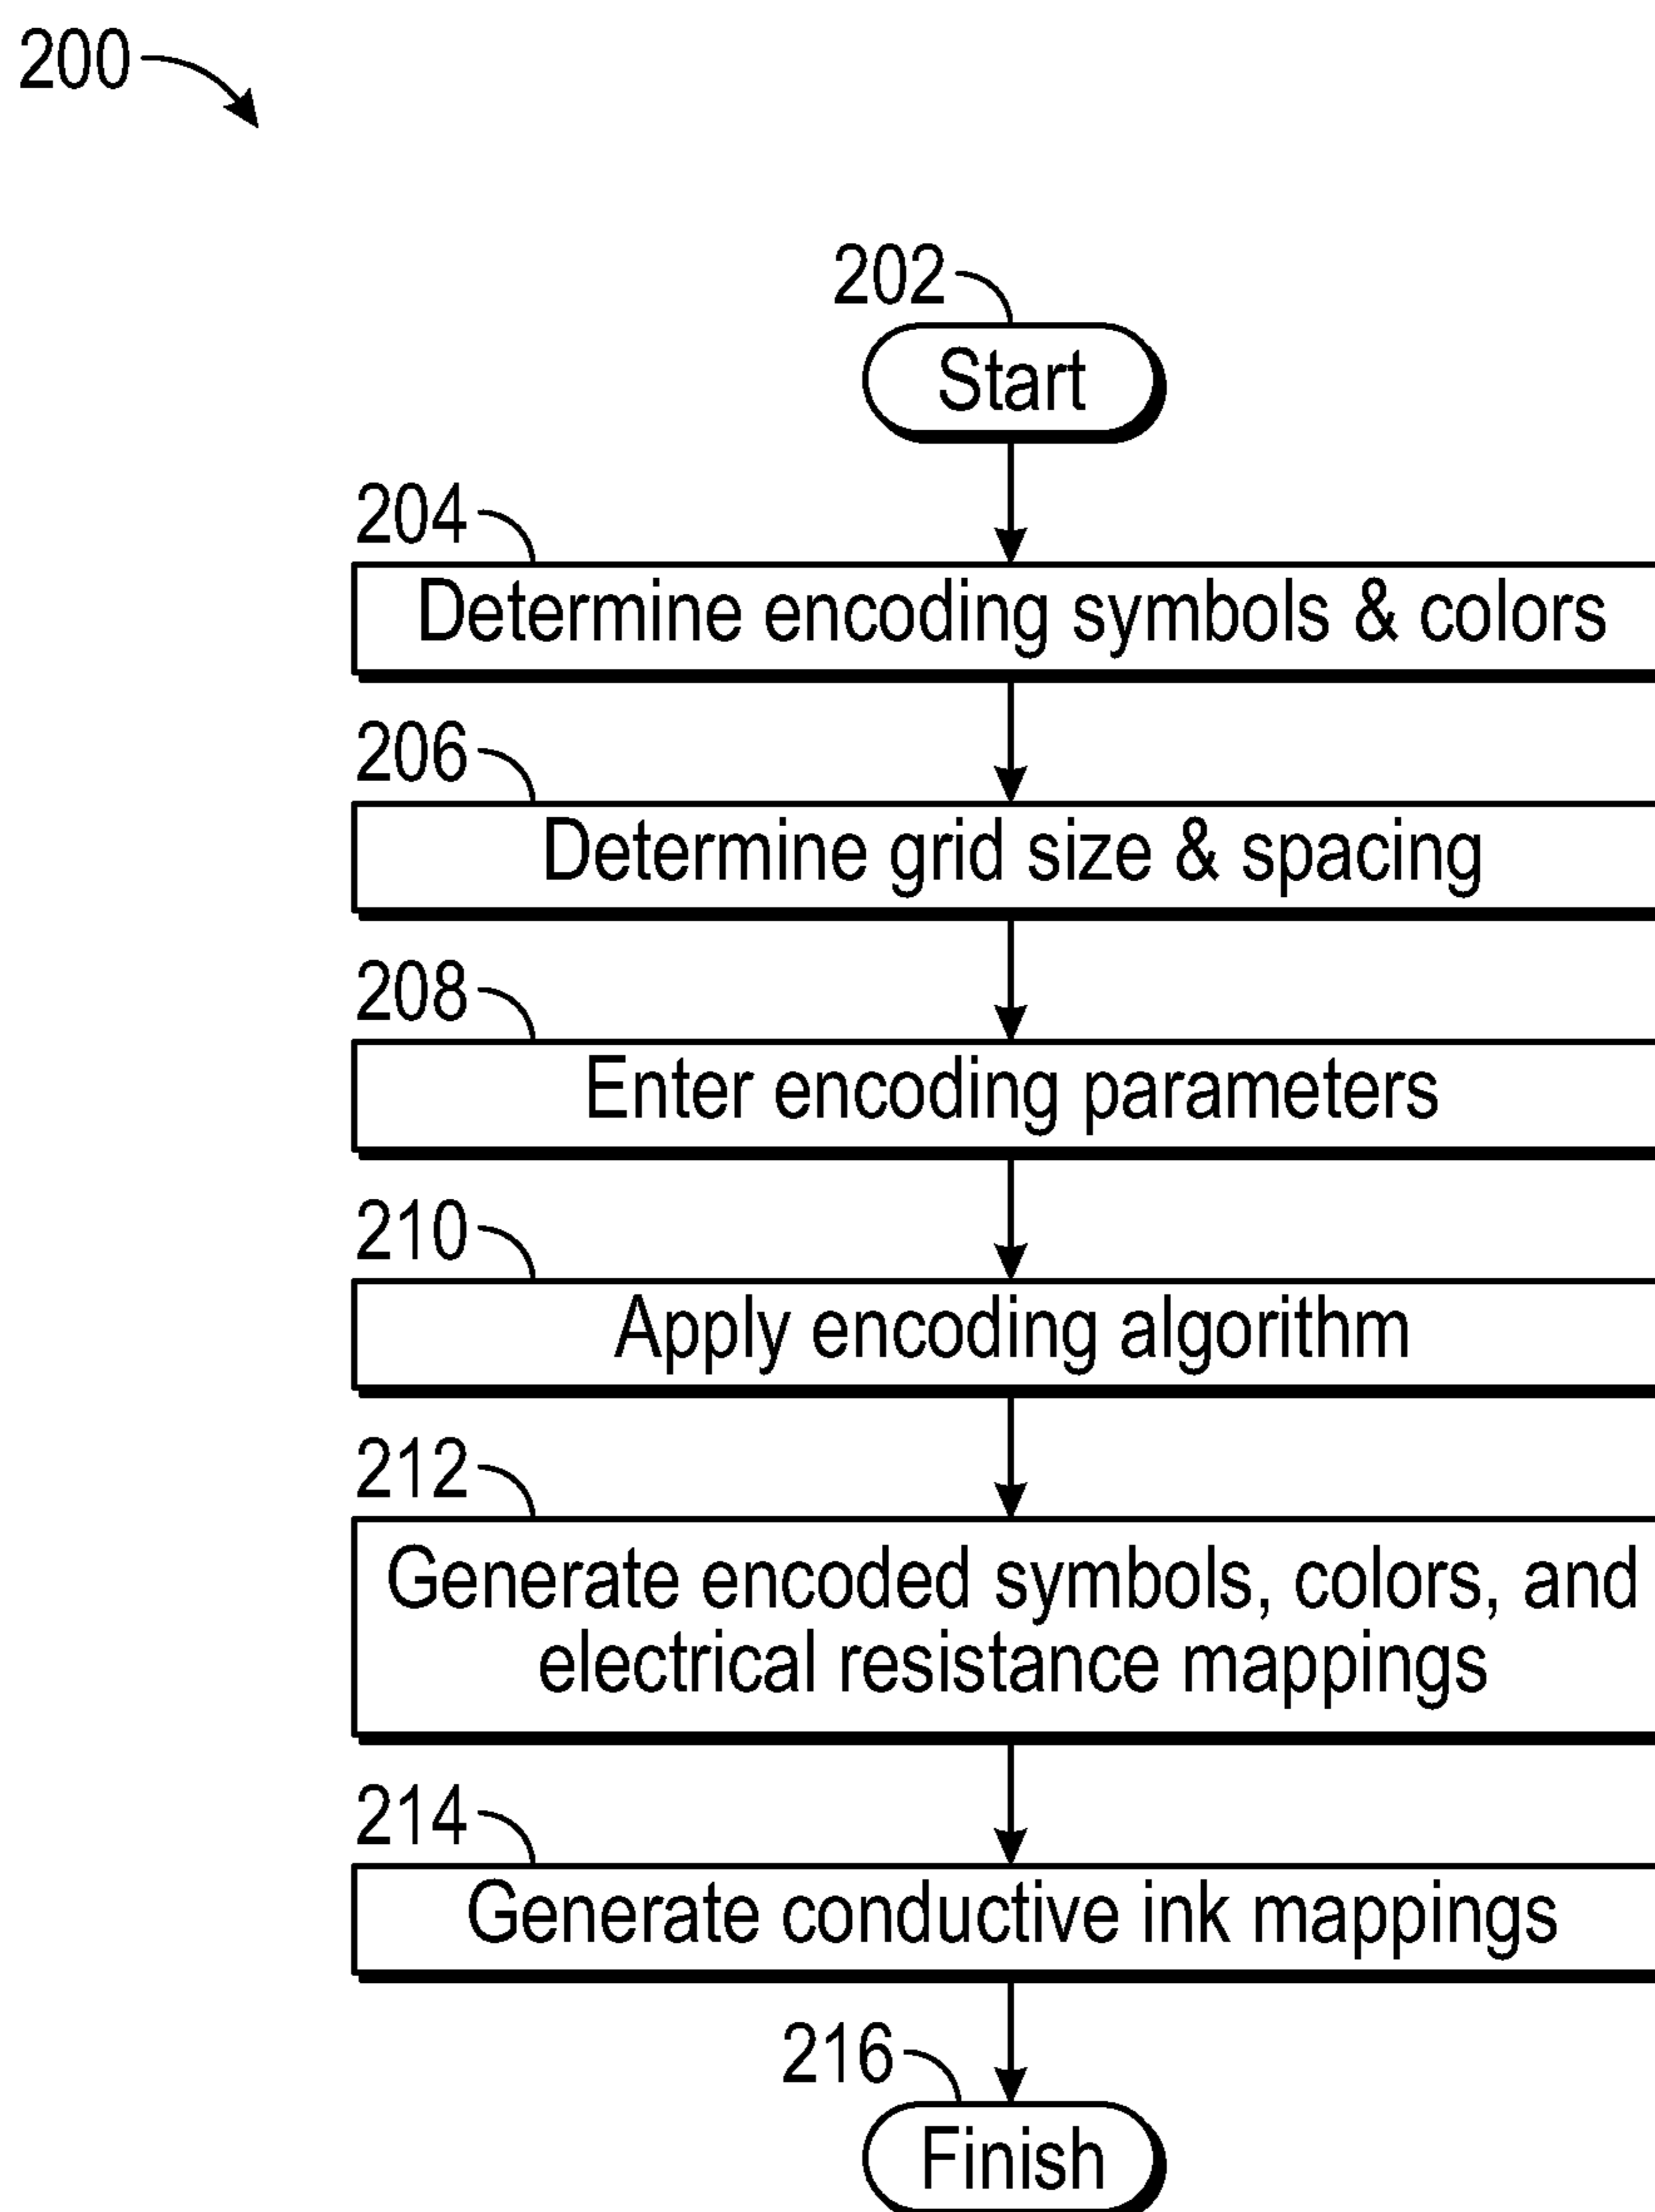 200
202
Start
204
Determine encoding symbols & colors
206
Determine grid size & spacing
208
Enter encoding parameters
210
Apply encoding algorithm
212
Generate encoded symbols, colors, and
electrical resistance mappings
214
Generate conductive ink mappings
216
Finish